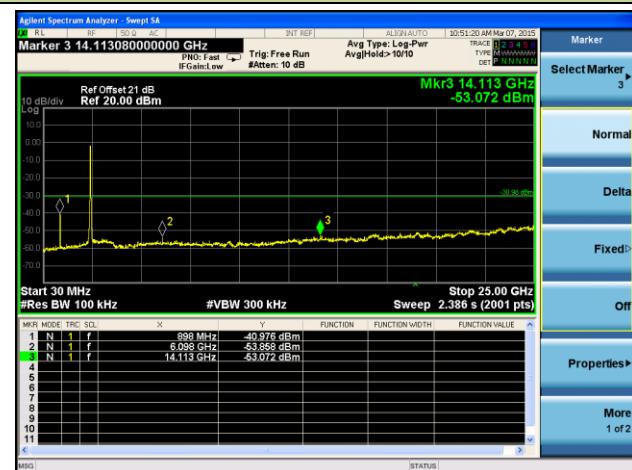 Agilent Spectrum Analyzer - Swept SA
RL RF 50 Ω AC INT REF ALIGN AUTO 10:51:20 AM Mar 07, 2015
Marker 3 14.113080000000 GHz
PNO: Fast
IFGain:Low
Trig: Free Run
#Atten: 10 dB
Avg Type: Log-Pwr
Avg|Hold:>10/10
TRACE 1 2 3 4 5 6
TYPE M WWWWW
DET P N N N N N
Ref Offset 21 dB
10 dB/div Ref 20.00 dBm
Log
Mkr3 14.113 GHz
-53.072 dBm
10.0
0.00
-10.0
-20.0
-30.0
-40.0
-50.0
-60.0
-70.0
-30.98 dBm
1
2
3
Start 30 MHz Stop 25.00 GHz
#Res BW 100 kHz #VBW 300 kHz Sweep 2.386 s (2001 pts)
MKR MODE TRC SCL X Y FUNCTION FUNCTION WIDTH FUNCTION VALUE
1 N 1 f 898 MHz -40.976 dBm
2 N 1 f 6.098 GHz -53.858 dBm
3 N 1 f 14.113 GHz -53.072 dBm
4
5
6
7
8
9
10
11
MSG STATUS
Marker
Select Marker
3
Normal
Delta
Fixed
Off
Properties
More
1 of 2